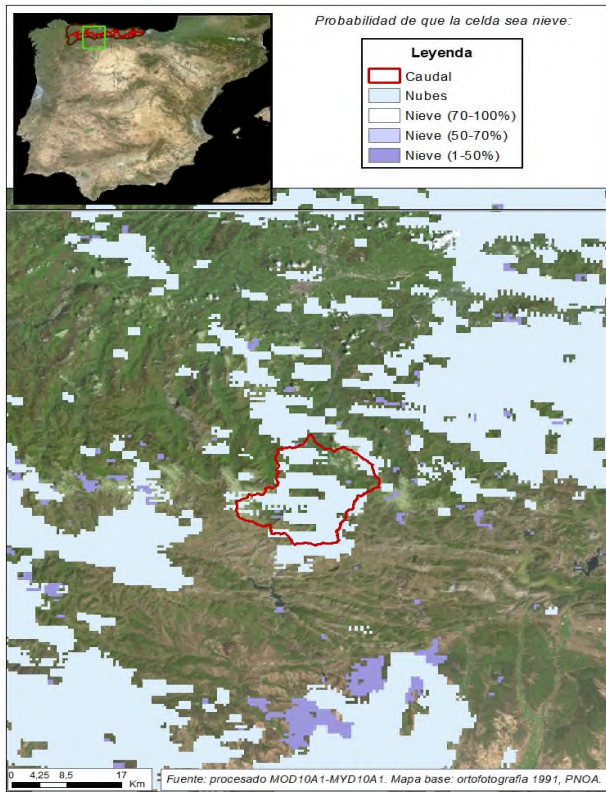 Probabilidad de que la celda sea nieve:
Leyenda
Caudal
Nubes
Nieve (70-100%)
Nieve (50-70%)
Nieve (1-50%)
0 4,25 8,5 17
Km
Fuente: procesado MOD10A1-MYD10A1. Mapa base: ortofotografía 1991, PNOA.